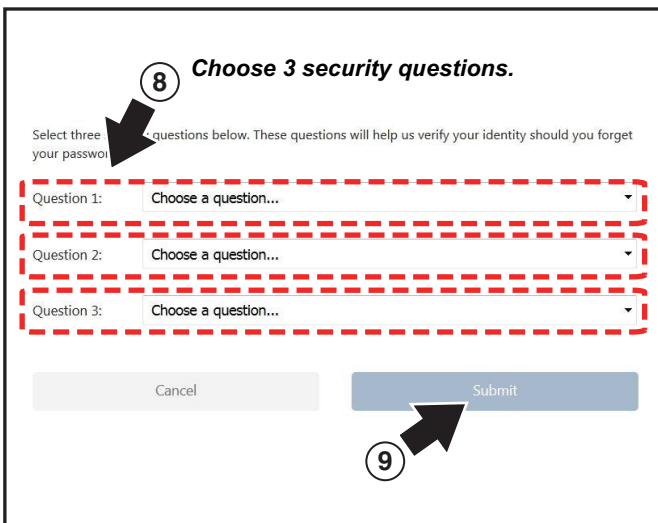 8
Choose 3 security questions.
Select three questions below. These questions will help us verify your identity should you forget
your
Question 1: Choose a question...
Question 2: Choose a question...
Question 3: Choose a question...
Cancel Submit
9